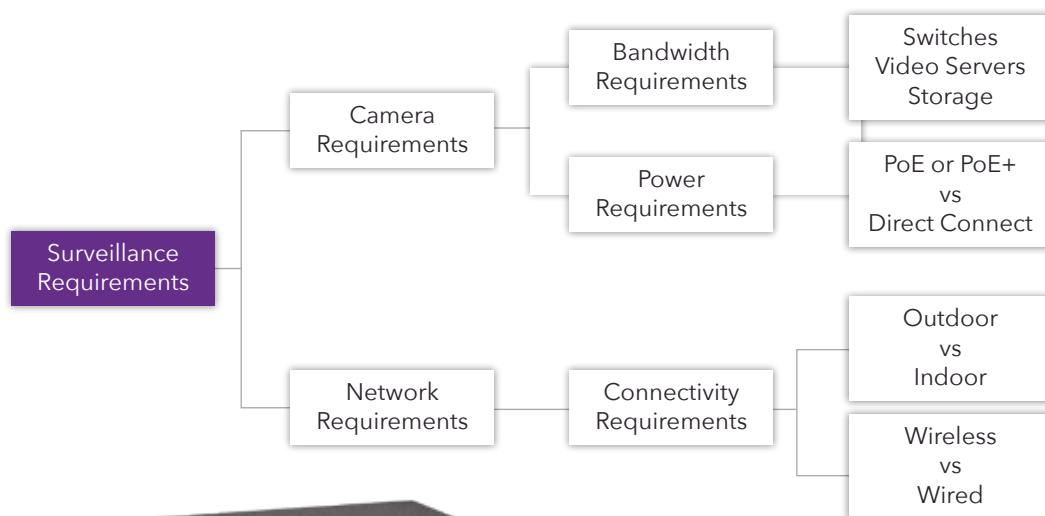 Surveillance
Requirements
Camera
Requirements
Network
Requirements
Bandwidth
Requirements
Power
Requirements
Connectivity
Requirements
Switches
Video Servers
Storage
PoE or PoE+
vs
Direct Connect
Outdoor
vs
Indoor
Wireless
vs
Wired